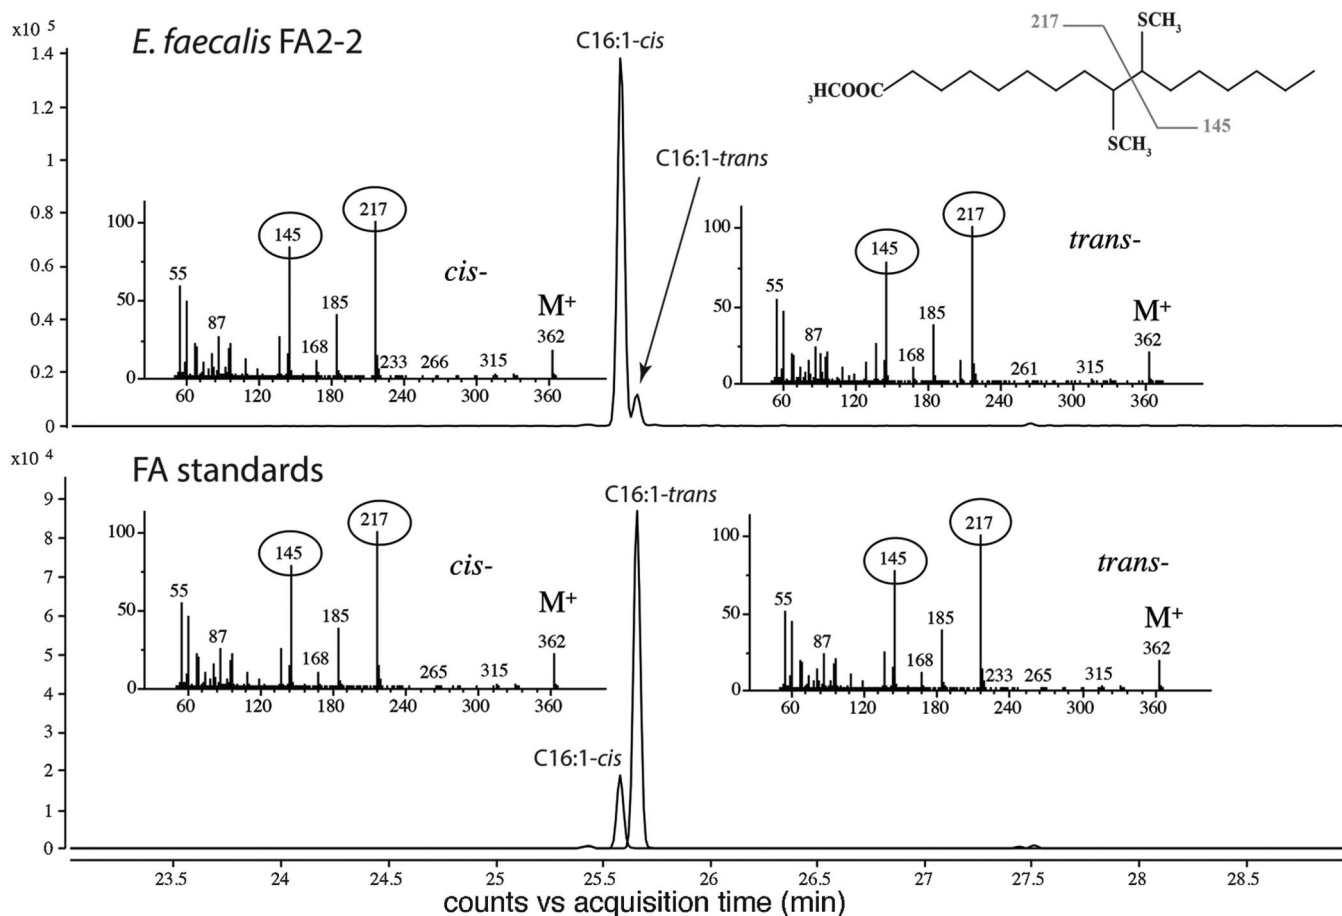 x10 5
E. faecalis FA2-2
1.4
1.2
1
0.8
0.6
0.4
0.2
0
C16:1-cis
C16:1-trans
217
SCH3
3HCOOC
SCH3
145
100
50
0
55
87
145
168
185
217
233
266
315
362
cis-
M+
60 120 180 240 300 360
100
50
0
55
87
145
168
185
217
261
315
362
trans-
M+
60 120 180 240 300 360
x10 4
FA standards
9
8
7
6
5
4
3
2
1
0
C16:1-trans
C16:1-cis
100
50
0
55
87
145
168
185
217
265
315
362
cis-
M+
60 120 180 240 300 360
100
50
0
55
87
145
168
185
217
233
265
315
362
trans-
M+
60 120 180 240 300 360
23.5 24 24.5 25 25.5 26 26.5 27 27.5 28 28.5
counts vs acquisition time (min)